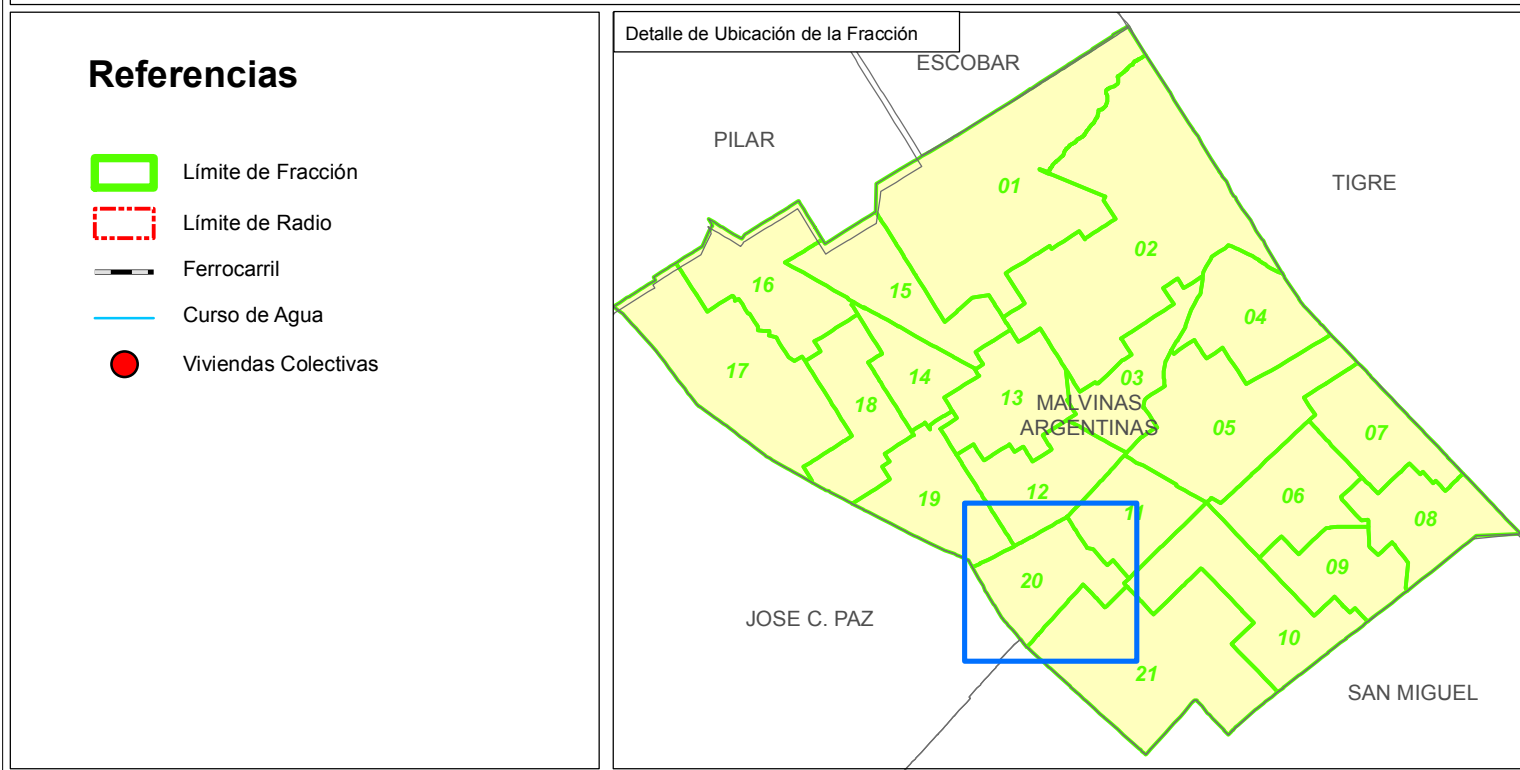 Referencias
Límite de Fracción
Límite de Radio
Ferrocarril
Curso de Agua
Viviendas Colectivas
Detalle de Ubicación de la Fracción
ESCOBAR
PILAR
TIGRE
01
02
16
15
04
17
14
13
03
18
MALVINAS
ARGENTINAS
05
07
19
12
11
06
08
20
09
JOSE C. PAZ
10
21
SAN MIGUEL